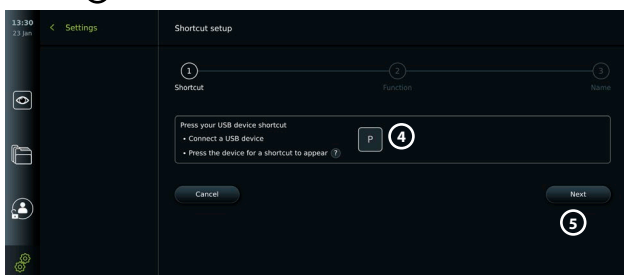 13:30
23 Jan
< Settings
Shortcut setup
1
2
3
Shortcut
Function
Name
Press your USB device shortcut
• Connect a USB device
• Press the device for a shortcut to appear ?
P
4
Cancel
Next
5